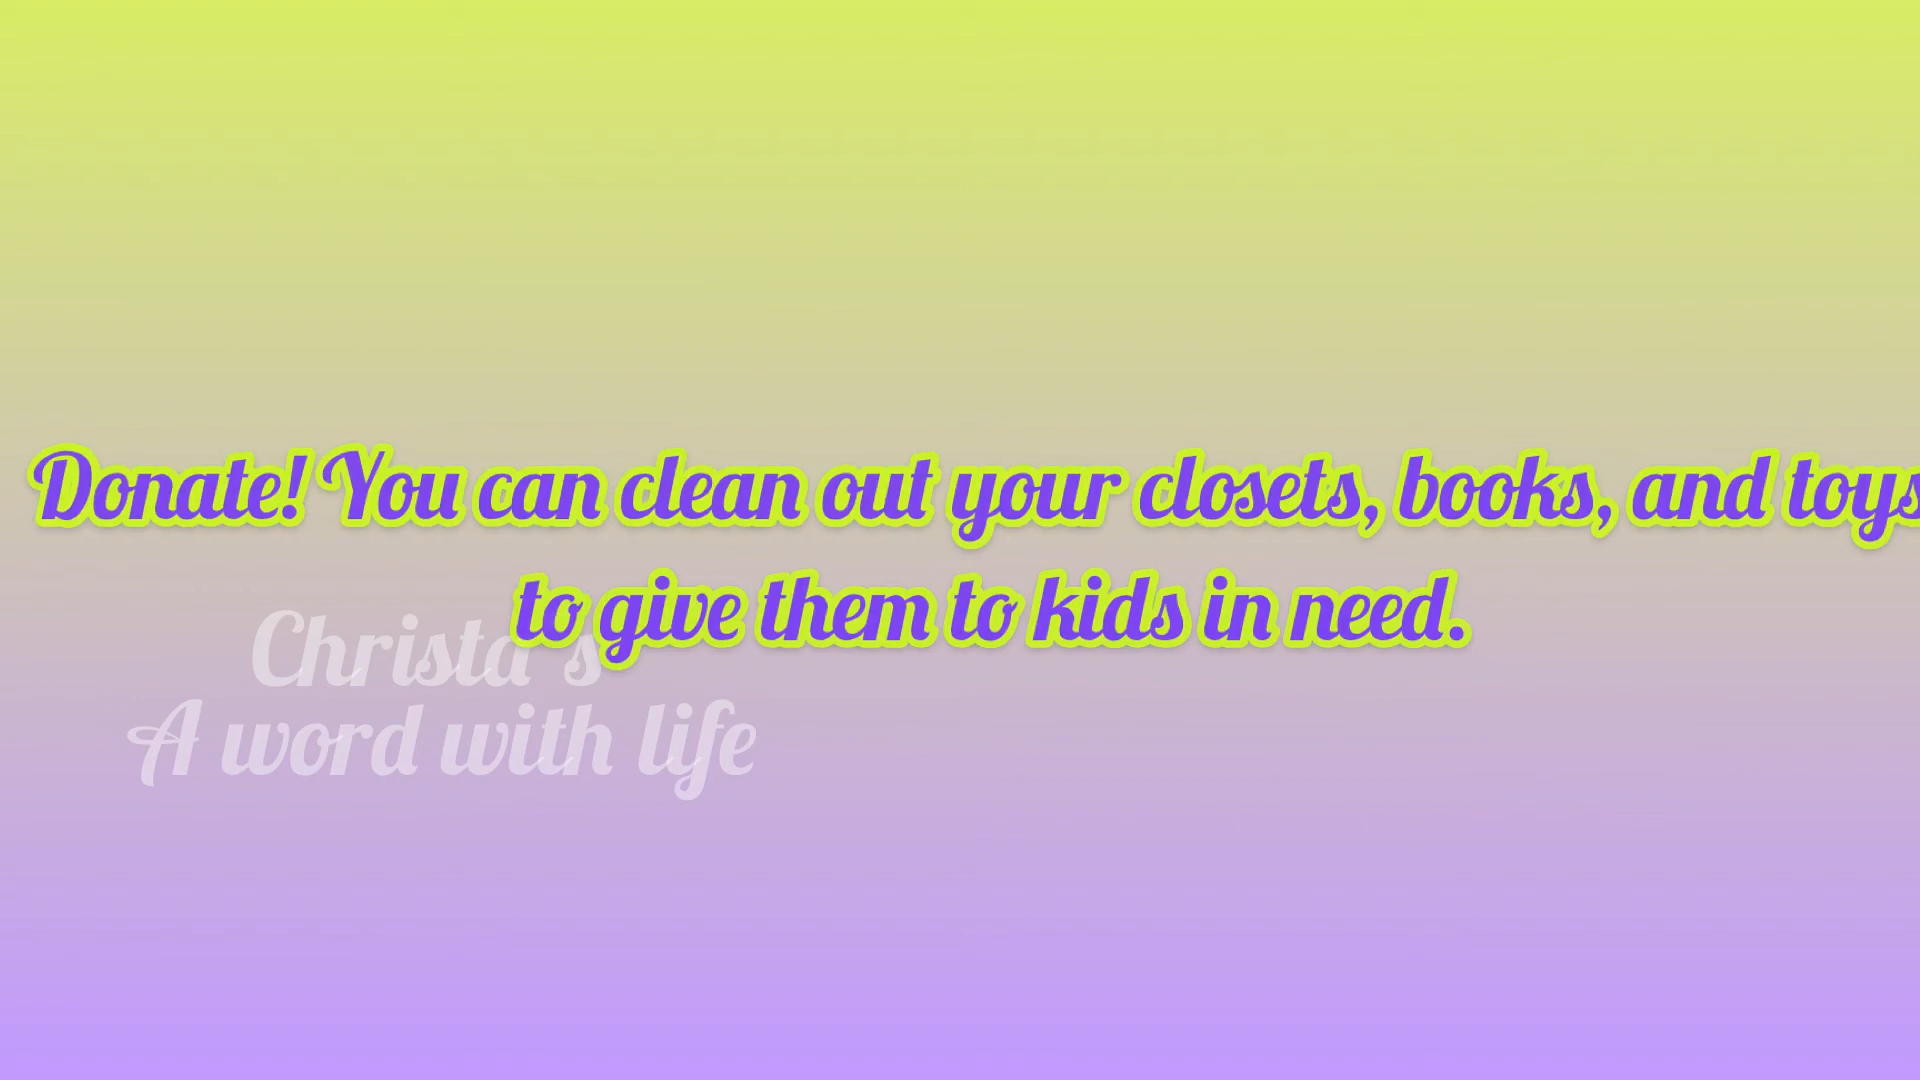 Donate! You can clean out your closets, books, and toys
to give them to kids in need.
Christa's
A word with life